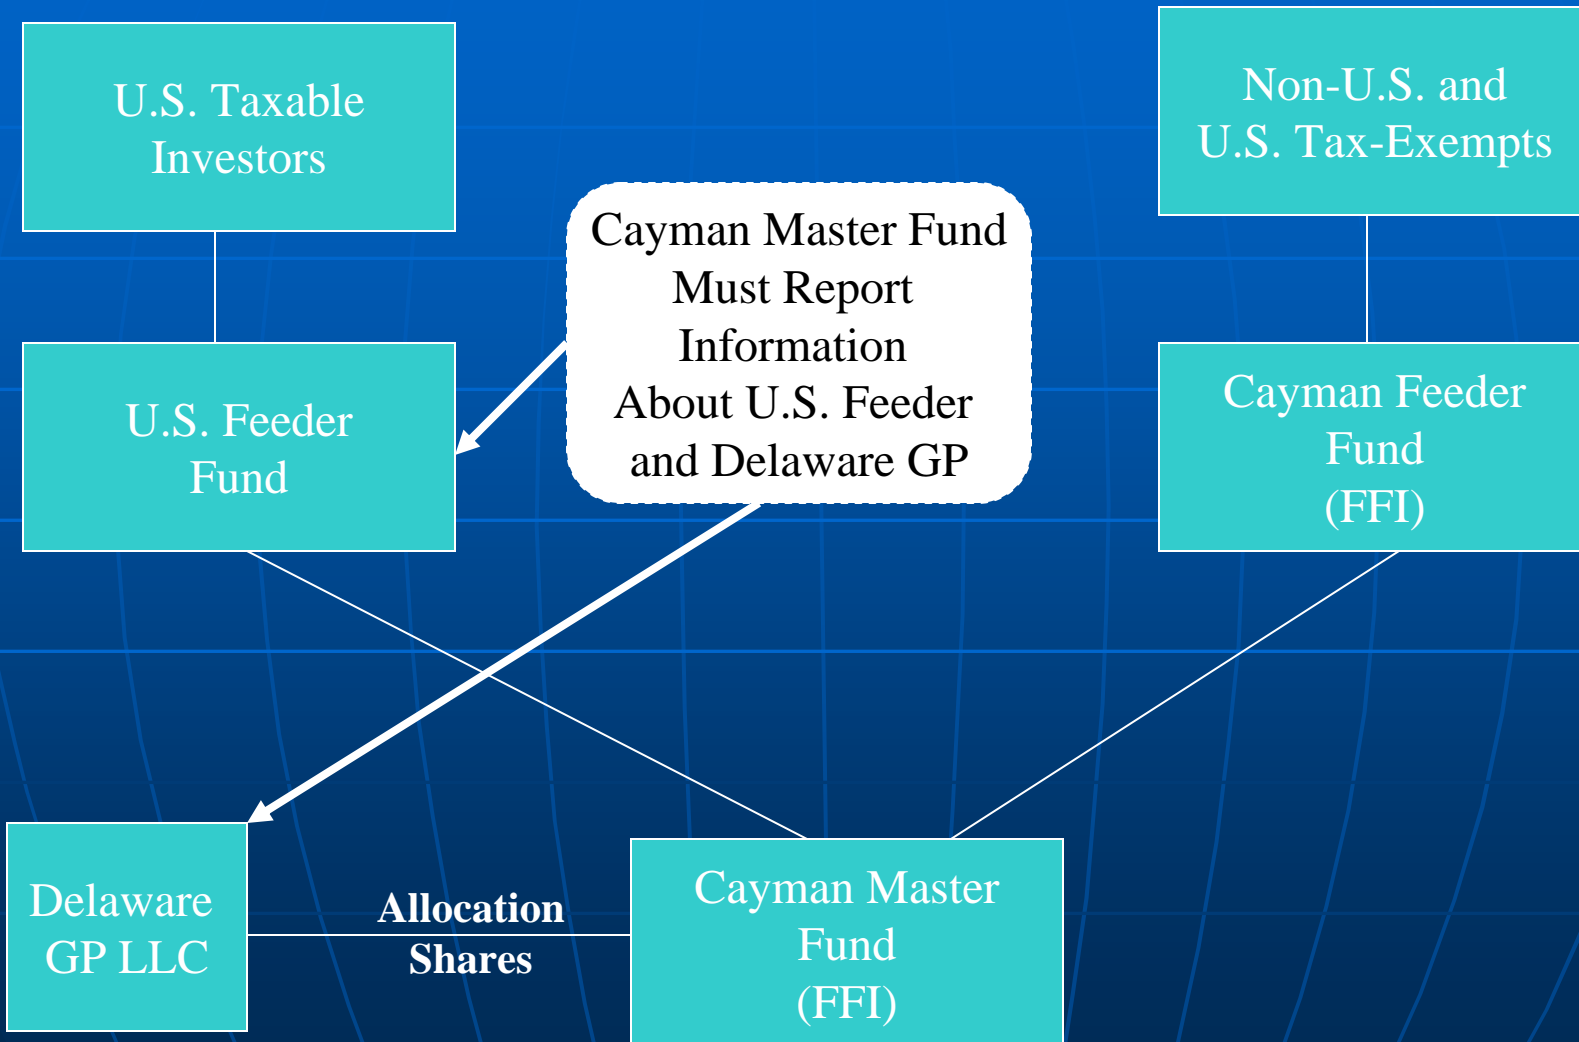 U.S. Taxable
Investors
Non-U.S. and
U.S. Tax-Exempts
Cayman Master Fund
Must Report
Information
About U.S. Feeder
and Delaware GP
U.S. Feeder
Fund
Cayman Feeder
Fund
(FFI)
Delaware
GP LLC
Allocation
Shares
Cayman Master
Fund
(FFI)